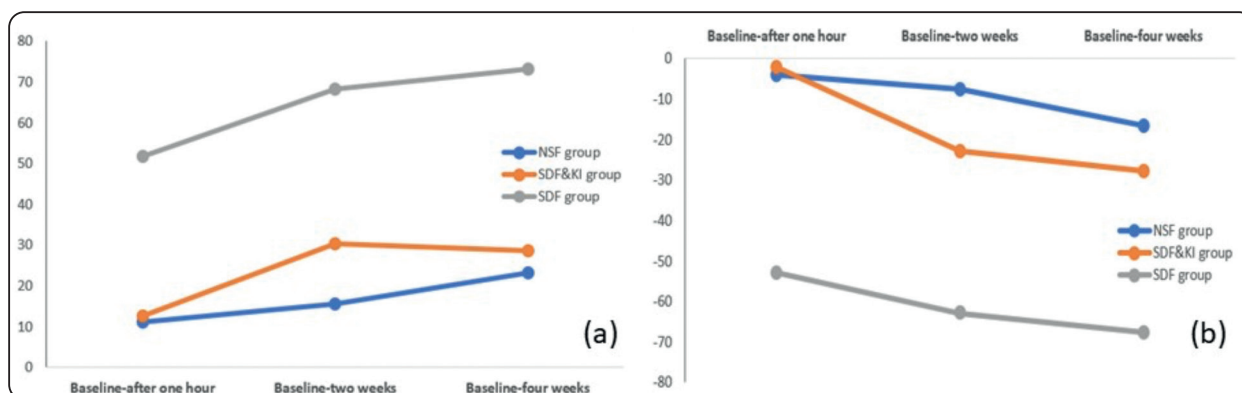 80
70
60
50
40
30
20
10
0
NSF group
SDF&KI group
SDF group
(a)
Baseline-after one hour Baseline-two weeks Baseline-four weeks
Baseline-after one hour Baseline-two weeks Baseline-four weeks
0
-10
-20
-30
-40
-50
-60
-70
-80
NSF group
SDF&KI group
SDF group
(b)